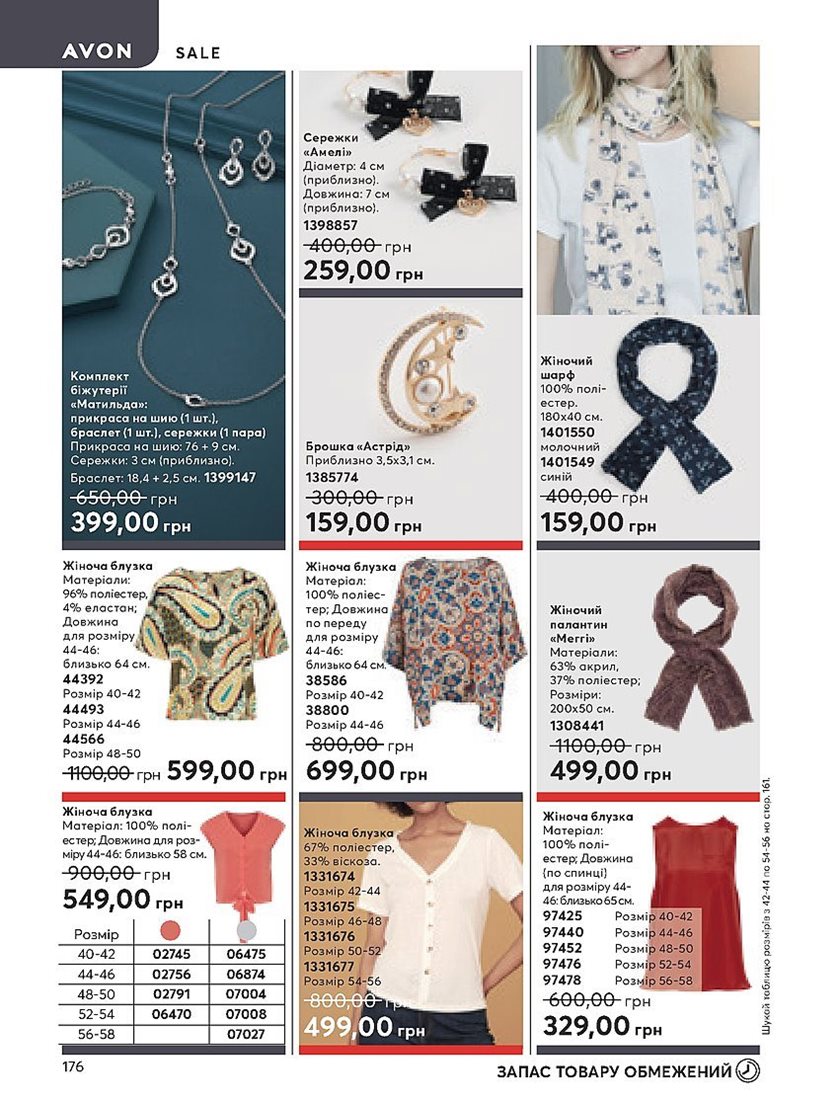 AVON
SALE
Комплект
біжутерії
«Матильда»:
прикраса на шию (1 шт.),
браслет (1 шт.), сережки (1 пара)
Прикраса на шию: 76 + 9 см.
Сережки: 3 см (приблизно).
Браслет: 18,4 + 2,5 см. 1399147
650,00 грн
399,00 грн
Сережки
«Амелі»
Діаметр: 4 см
(приблизно).
Довжина: 7 см
(приблизно).
1398857
400,00 грн
259,00 грн
Брошка «Астрід»
Приблизно 3,5х3,1 см.
1385774
300,00 грн
159,00 грн
Жіночий
шарф
100% полі-
естер.
180х40 см.
1401550
молочний
1401549
синій
400,00 грн
159,00 грн
Жіноча блузка
Матеріали:
96% поліестер,
4% еластан;
Довжина
для розміру
44-46:
близько 64 см.
44392
Розмір 40-42
44493
Розмір 44-46
44566
Розмір 48-50
1100,00 грн 599,00 грн
Жіноча блузка
Матеріал:
100% поліес-
тер; Довжина
по переду
для розміру
44-46:
близько 64 см.
38586
Розмір 40-42
38800
Розмір 44-46
800,00 грн
699,00 грн
Жіночий
палантин
«Меггі»
Матеріали:
63% акрил,
37% поліестер;
Розміри:
200х50 см.
1308441
1100,00 грн
499,00 грн
Жіноча блузка
Матеріал: 100% полі-
естер; Довжина для роз-
міру 44-46: близько 58 см.
900,00 грн
549,00 грн
Розмір
40-42 02745 06475
44-46 02756 06874
48-50 02791 07004
52-54 06470 07008
56-58 07027
Жіноча блузка
67% поліестер,
33% віскоза.
1331674
Розмір 42-44
1331675
Розмір 46-48
1331676
Розмір 50-52
1331677
Розмір 54-56
800,00 грн
499,00 грн
Жіноча блузка
Матеріал:
100% полі-
естер; Довжина
(по спинці)
для розміру 44-
46: близько 65 см.
97425 Розмір 40-42
97440 Розмір 44-46
97452 Розмір 48-50
97476 Розмір 52-54
97478 Розмір 56-58
600,00 грн
329,00 грн
Шукай таблицю розмірів з 42-44 по 54-56 на стор. 161.
176
ЗАПАС ТОВАРУ ОБМЕЖЕНИЙ